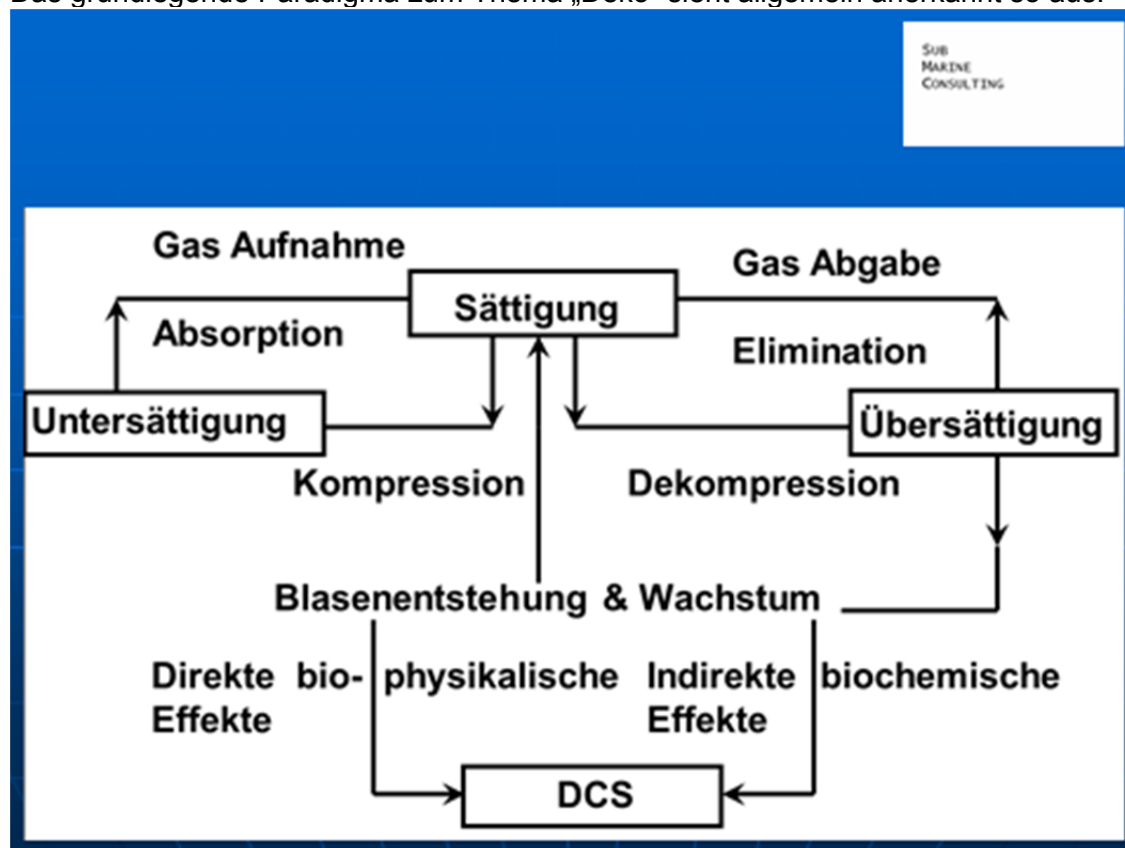 Das grundlegende Paradigma zum Thema „Deko“ sieht allgemein anerkannt so aus:
SUB
MARINE
CONSULTING
Gas Aufnahme
Gas Abgabe
Sättigung
Absorption
Elimination
Untersättigung
Übersättigung
Kompression
Dekompression
Blasenentstehung & Wachstum
Direkte bio- physikalische
Effekte
Indirekte biochemische
Effekte
DCS